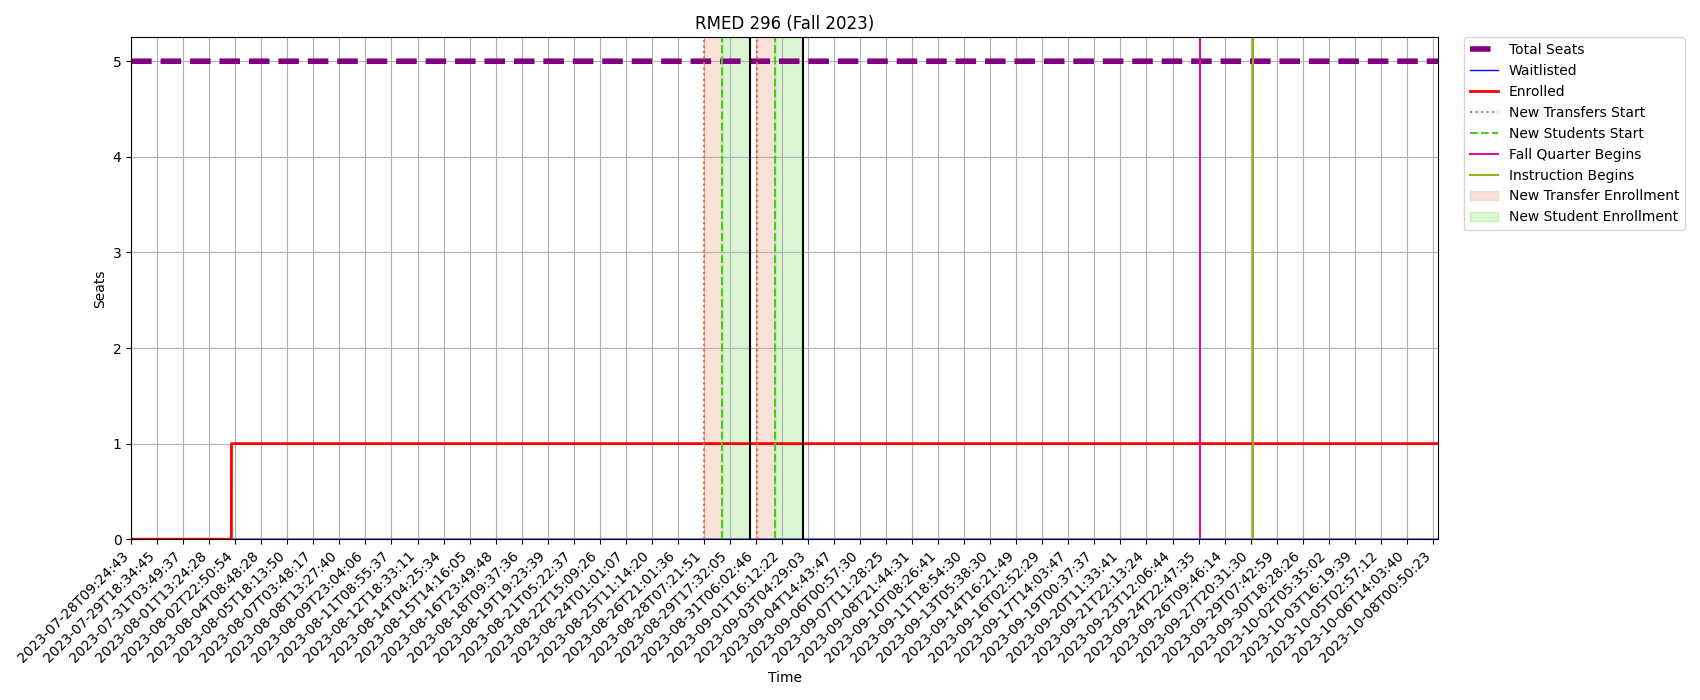 RMED 296 (Fall 2023)
Total Seats
Waitlisted
Enrolled
New Transfers Start
New Students Start
Fall Quarter Begins
Instruction Begins
New Transfer Enrollment
New Student Enrollment
Seats
5
4
3
2
1
0
2023-07-28T09:24:43
2023-07-29T18:34:45
2023-07-31T03:49:37
2023-08-01T13:24:28
2023-08-02T22:50:54
2023-08-04T08:48:28
2023-08-05T18:13:50
2023-08-07T03:48:17
2023-08-08T13:27:40
2023-08-09T23:04:06
2023-08-11T08:55:37
2023-08-12T18:33:11
2023-08-14T04:25:34
2023-08-15T14:16:05
2023-08-16T23:49:48
2023-08-18T09:37:36
2023-08-19T19:23:39
2023-08-21T05:22:37
2023-08-22T15:09:26
2023-08-24T01:01:07
2023-08-25T11:14:20
2023-08-26T21:01:36
2023-08-28T07:21:51
2023-08-29T17:32:05
2023-08-31T06:02:46
2023-09-01T16:12:22
2023-09-03T04:29:03
2023-09-04T14:43:47
2023-09-06T00:57:30
2023-09-07T11:28:25
2023-09-08T21:44:31
2023-09-10T08:26:41
2023-09-11T18:54:30
2023-09-13T05:38:30
2023-09-14T16:21:49
2023-09-16T02:52:29
2023-09-17T14:03:47
2023-09-19T00:37:37
2023-09-20T11:33:41
2023-09-21T22:13:24
2023-09-23T12:06:44
2023-09-24T22:47:35
2023-09-26T09:46:14
2023-09-27T20:31:30
2023-09-29T07:42:59
2023-09-30T18:28:26
2023-10-02T05:35:02
2023-10-03T16:19:39
2023-10-05T02:57:12
2023-10-06T14:03:40
2023-10-08T00:50:23
Time